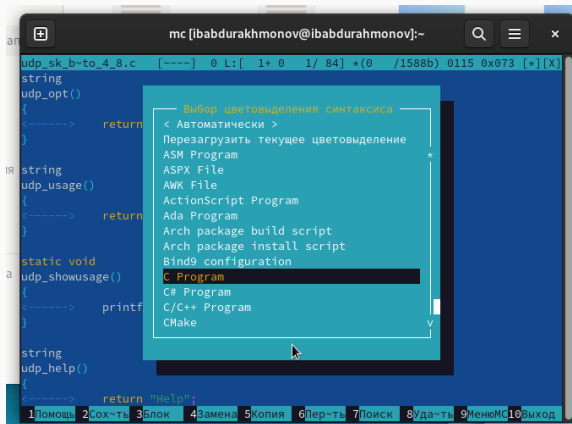 mc [ibabdurakhmonov@ibabdurahmonov]:~
udp_sk_b~to_4_8.c [----] 0 L:[ 1+ 0 1/ 84] *(0 /1588b) 0115 0x073 [*][X]
string
udp_opt()
{
<------> return
}
string
udp_usage()
{
<------> return
}
static void
udp_showusage()
{
<------> printf
}
string
udp_help()
{
<------> return "Help";
Выбор цветовыделения синтаксиса
< Автоматически >
Перезагрузить текущее цветовыделение
ASM Program
ASPX File
AWK File
ActionScript Program
Ada Program
Arch package build script
Arch package install script
Bind9 configuration
C Program
C# Program
C/C++ Program
CMake
1Помощь 2Сох~ть 3Блок 4Замена 5Копия 6Пер~ть 7Поиск 8Уда~ть 9МенюMC 10Выход